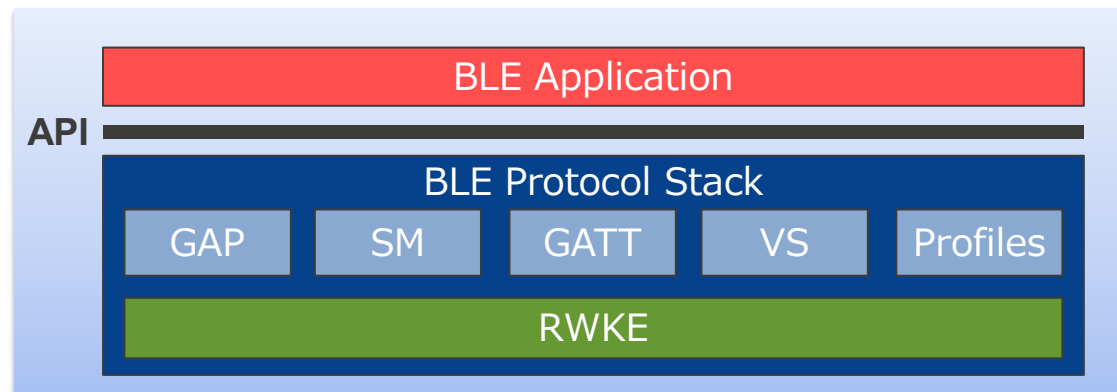 BLE Application
API
BLE Protocol Stack
GAP SM GATT VS Profiles
RWKE